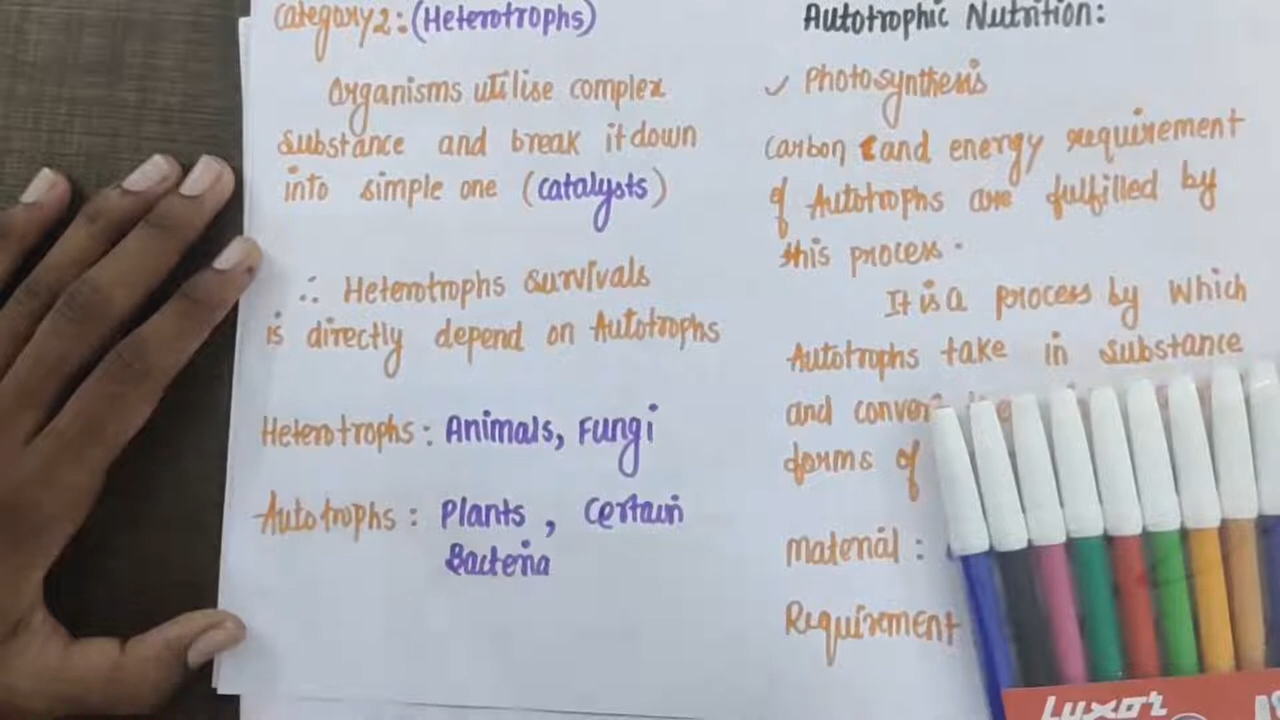 Category 2: (Heterotrophs)
Organisms utilise complex
substance and break it down
into simple one (catalysts)
∴ Heterotrophs survivals
is directly depend on Autotrophs
Heterotrophs: Animals, Fungi
Autotrophs: Plants, Certain
Bacteria
Autotrophic Nutrition:
✓ Photosynthesis
Carbon and energy requirement
of Autotrophs are fulfilled by
this process.
It is a process by which
Autotrophs take in substance
and
forms of
Material:
Requirement
Luxor